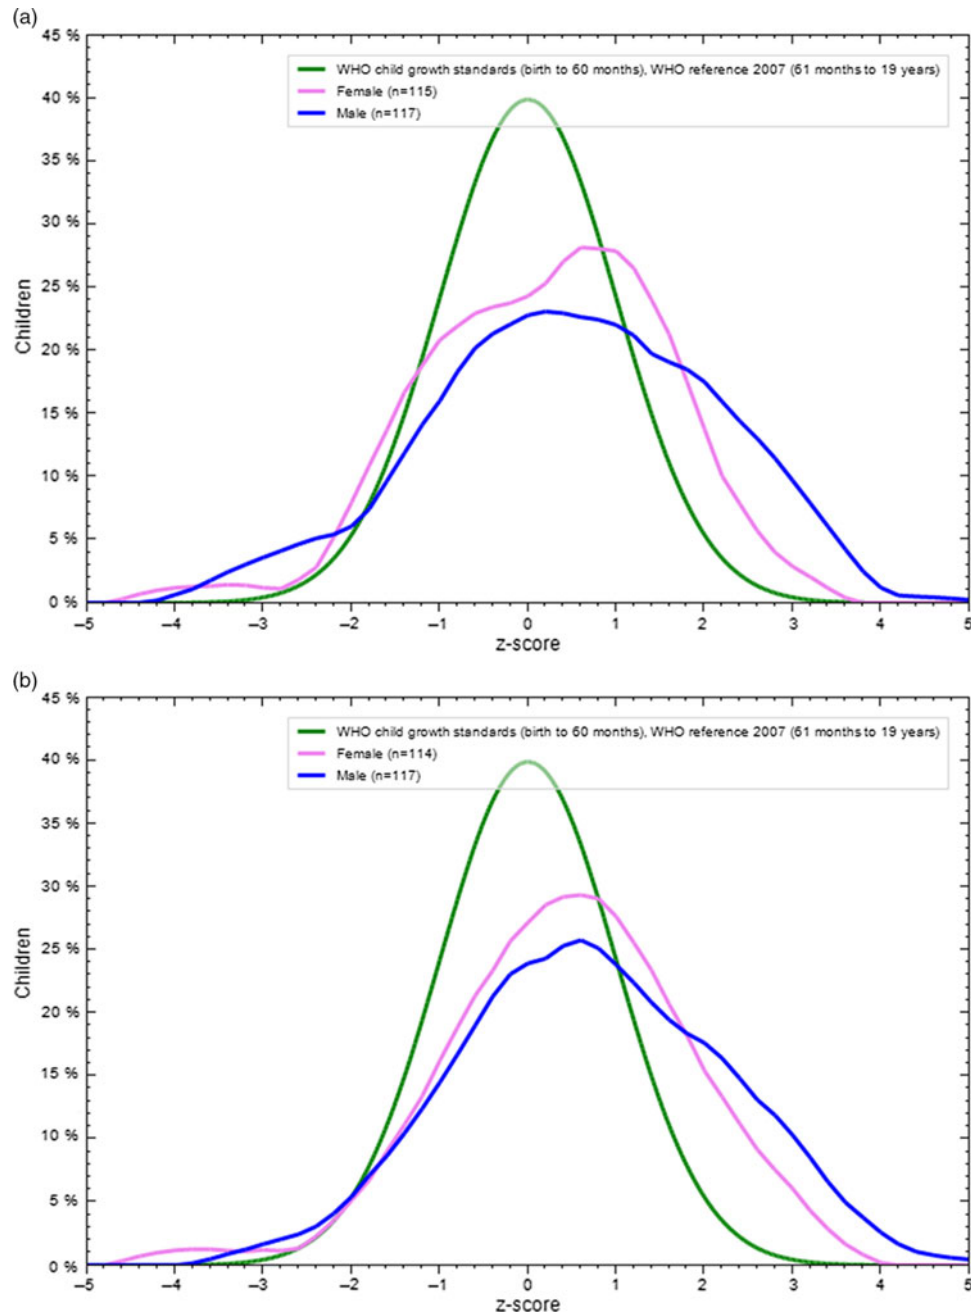 (a)
45 %
40 %
35 %
30 %
25 %
20 %
15 %
10 %
5 %
0 %
Children
WHO child growth standards (birth to 60 months), WHO reference 2007 (61 months to 19 years)
Female (n=115)
Male (n=117)
–5 –4 –3 –2 –1 0 1 2 3 4 5
z-score
(b)
45 %
40 %
35 %
30 %
25 %
20 %
15 %
10 %
5 %
0 %
Children
WHO child growth standards (birth to 60 months), WHO reference 2007 (61 months to 19 years)
Female (n=114)
Male (n=117)
–5 –4 –3 –2 –1 0 1 2 3 4 5
z-score